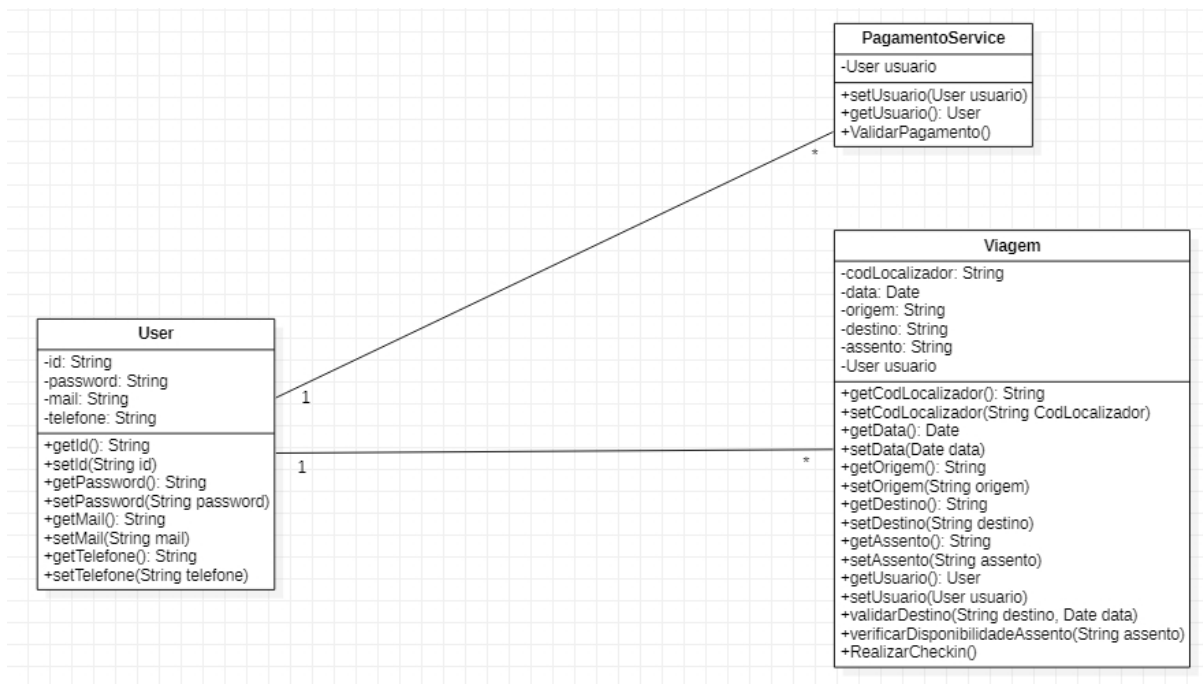 PagamentoService
-User usuario
+setUsuario(User usuario)
+getUsuario(): User
+ValidarPagamento()
*
Viagem
-codLocalizador: String
-data: Date
-origem: String
-destino: String
-assento: String
-User usuario
+getCodLocalizador(): String
+setCodLocalizador(String CodLocalizador)
+getData(): Date
+setData(Date data)
+getOrigem(): String
+setOrigem(String origem)
+getDestino(): String
+setDestino(String destino)
+getAssento(): String
+setAssento(String assento)
+getUsuario(): User
+setUsuario(User usuario)
+validarDestino(String destino, Date data)
+verificarDisponibilidadeAssento(String assento)
+RealizarCheckin()
User
-id: String
-password: String
-mail: String
-telefone: String
+getId(): String
+setId(String id)
+getPassword(): String
+setPassword(String password)
+getMail(): String
+setMail(String mail)
+getTelefone(): String
+setTelefone(String telefone)
1
1
*